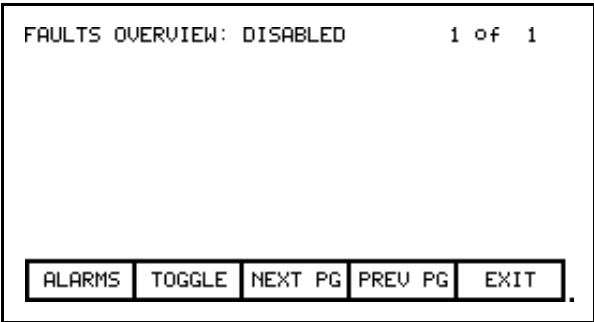 FAULTS OVERVIEW: DISABLED 1 of 1
ALARMS TOGGLE NEXT PG PREV PG EXIT .